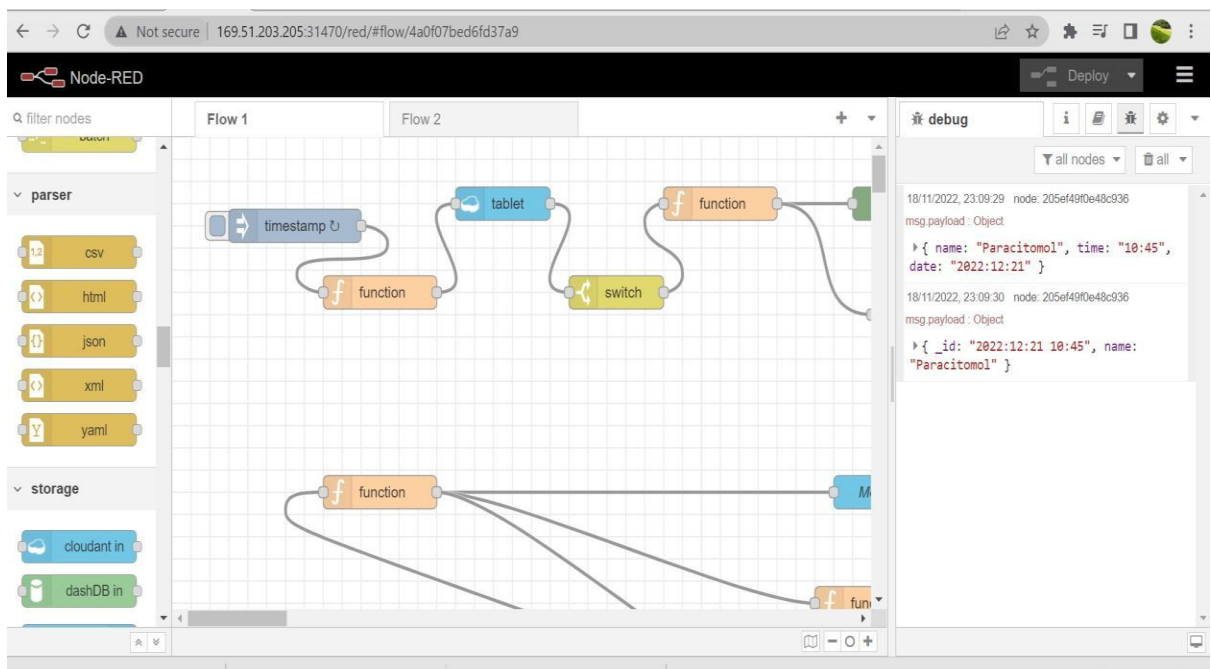 Not secure | 169.51.203.205:31470/red/#flow/4a0f07bed6fd37a9
Node-RED
Deploy
filter nodes
batch
parser
csv
html
json
xml
yaml
storage
cloudant in
dashDB in
Flow 1
Flow 2
timestamp ↻
function
tablet
switch
function
function
debug
all nodes
all
18/11/2022, 23:09:29 node: 205ef49f0e48c936
msg.payload : Object
{ name: "Paracitomol", time: "10:45",
date: "2022:12:21" }
18/11/2022, 23:09:30 node: 205ef49f0e48c936
msg.payload : Object
{ _id: "2022:12:21 10:45", name:
"Paracitomol" }